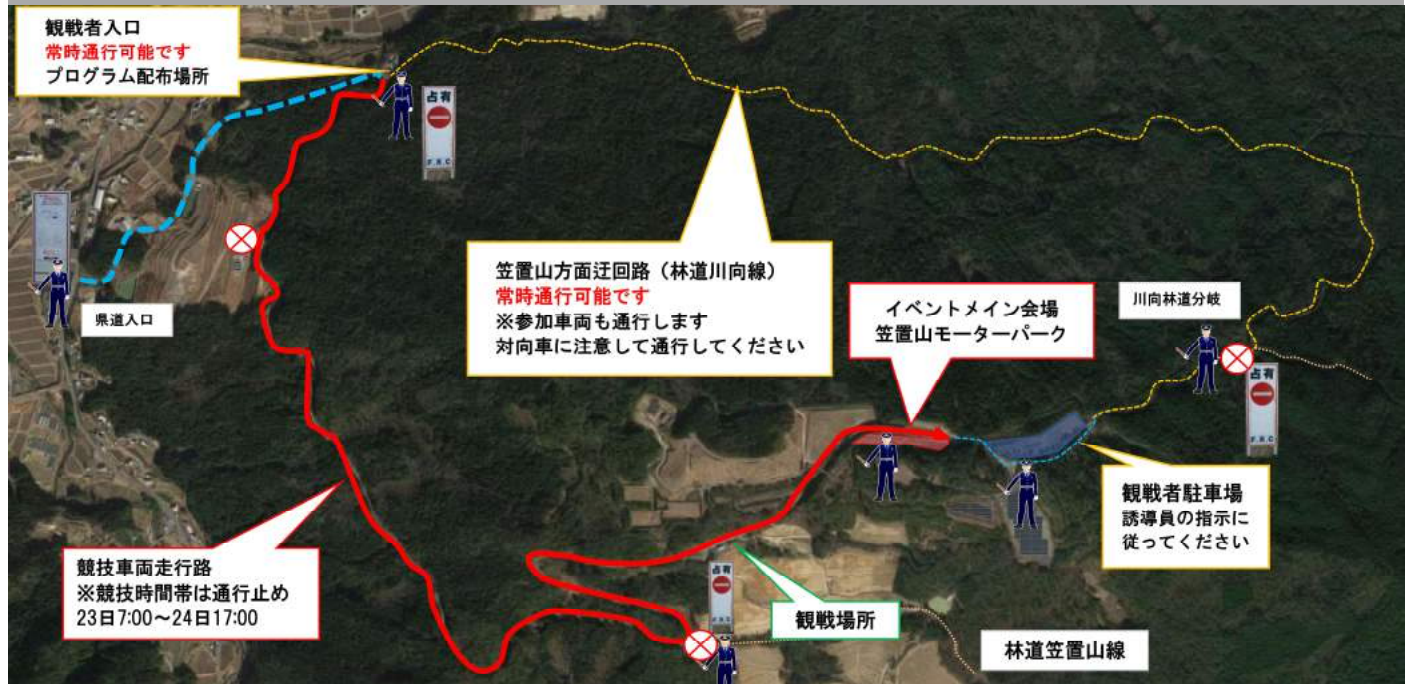 観戦者入口
常時通行可能です
プログラム配布場所
占有
F.R.C
県道入口
笠置山方面迂回路（林道川向線）
常時通行可能です
※参加車両も通行します
対向車に注意して通行してください
イベントメイン会場
笠置山モーターパーク
川向林道分岐
占有
F.R.C
観戦者駐車場
誘導員の指示に
従ってください
競技車両走行路
※競技時間帯は通行止め
23日7:00～24日17:00
占有
F.R.C
観戦場所
林道笠置山線